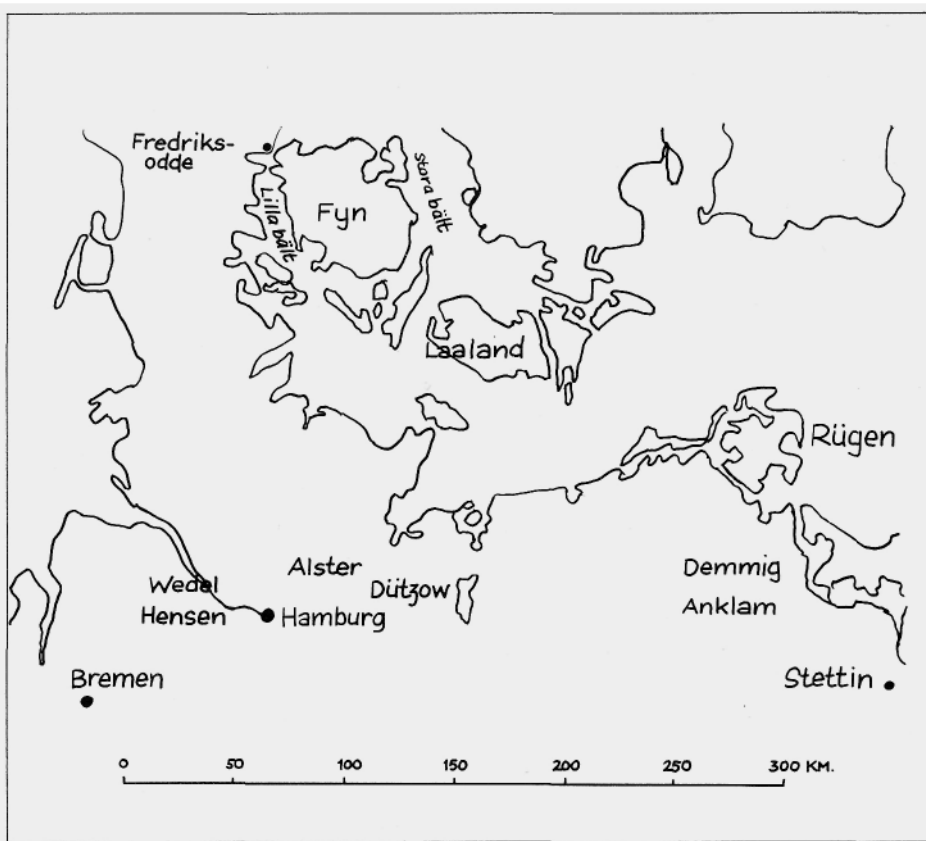 Fredriks-
odde
Lilla bält
Fyn
stora bält
Laaland
Rügen
Alster
Wedel
Hensen
Hamburg
Dützow
Demmig
Anklam
Bremen
Stettin
0 50 100 150 200 250 300 KM.